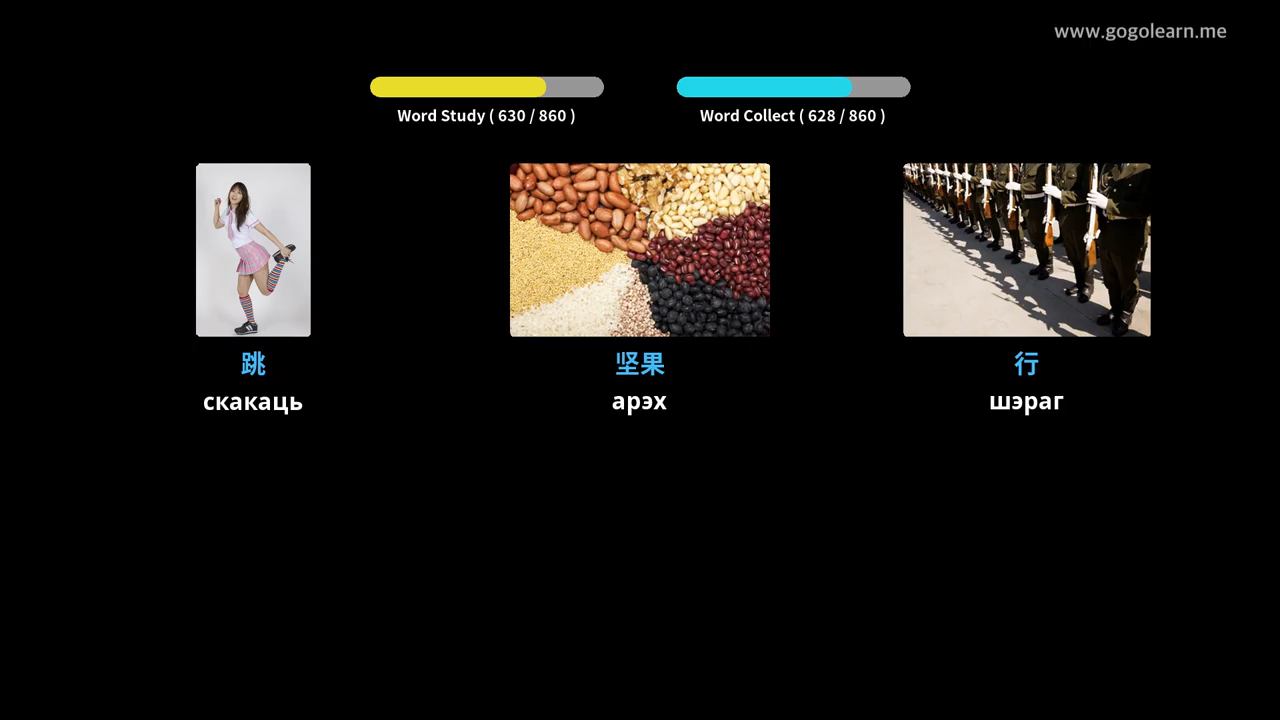 www.gogolearn.me
Word Study ( 630 / 860 )
Word Collect ( 628 / 860 )
跳
坚果
行
скакаць
арэх
шэраг